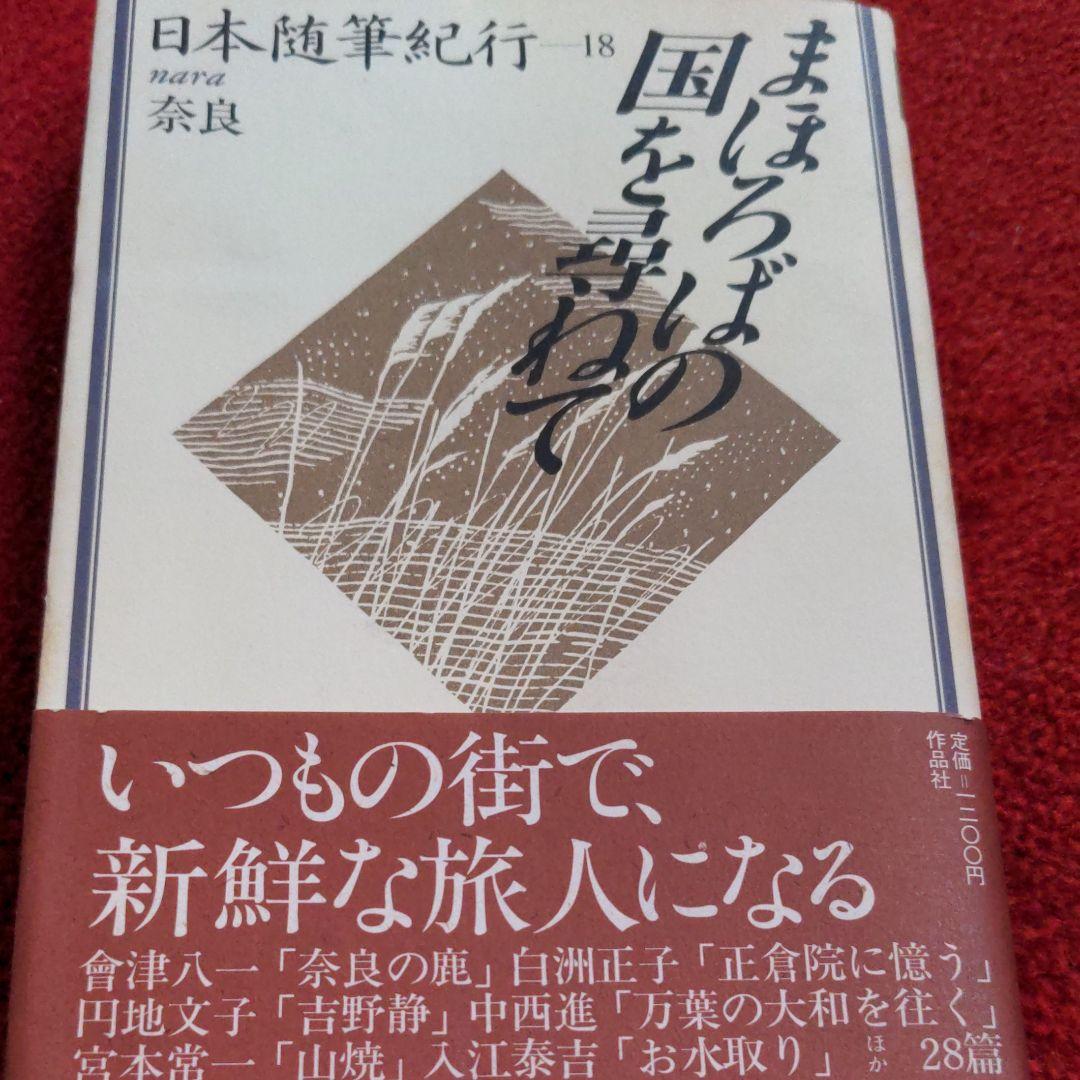 日本随筆紀行—18
nara
奈良
まほろばの
国を尋ねて
いつもの街で、
新鮮な旅人になる
定価=一二〇〇円
作品社
會津八一「奈良の鹿」白洲正子「正倉院に憶う」
円地文子「吉野静」中西進「万葉の大和を往く」
宮本常一「山焼」入江泰吉「お水取り」ほか 28篇